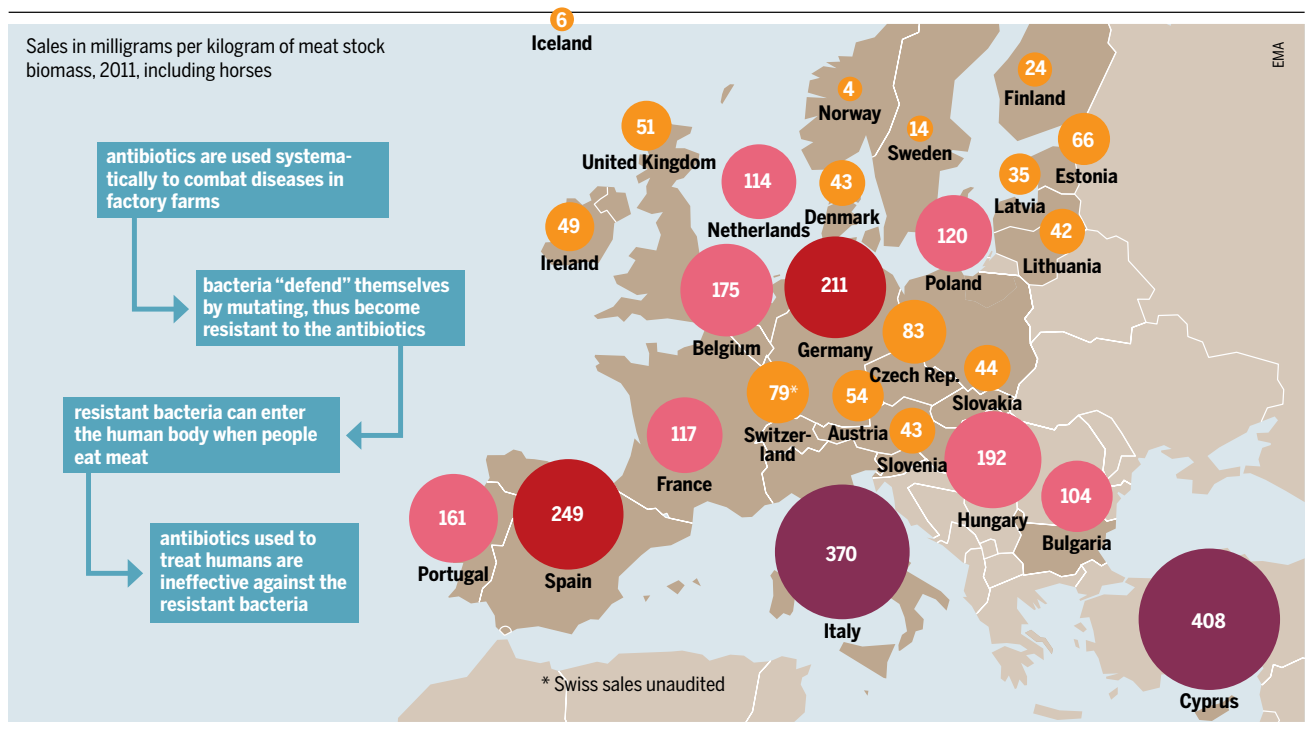 Sales in milligrams per kilogram of meat stock
biomass, 2011, including horses
EMA
antibiotics are used systema-
tically to combat diseases in
factory farms
bacteria “defend” themselves
by mutating, thus become
resistant to the antibiotics
resistant bacteria can enter
the human body when people
eat meat
antibiotics used to
treat humans are
ineffective against the
resistant bacteria
6
Iceland
4
Norway
14
Sweden
24
Finland
66
Estonia
35
Latvia
42
Lithuania
51
United Kingdom
49
Ireland
114
Netherlands
43
Denmark
120
Poland
175
Belgium
211
Germany
83
Czech Rep.
44
Slovakia
79*
Switzer-
land
54
Austria
43
Slovenia
117
France
192
Hungary
104
Bulgaria
161
Portugal
249
Spain
370
Italy
408
Cyprus
* Swiss sales unaudited